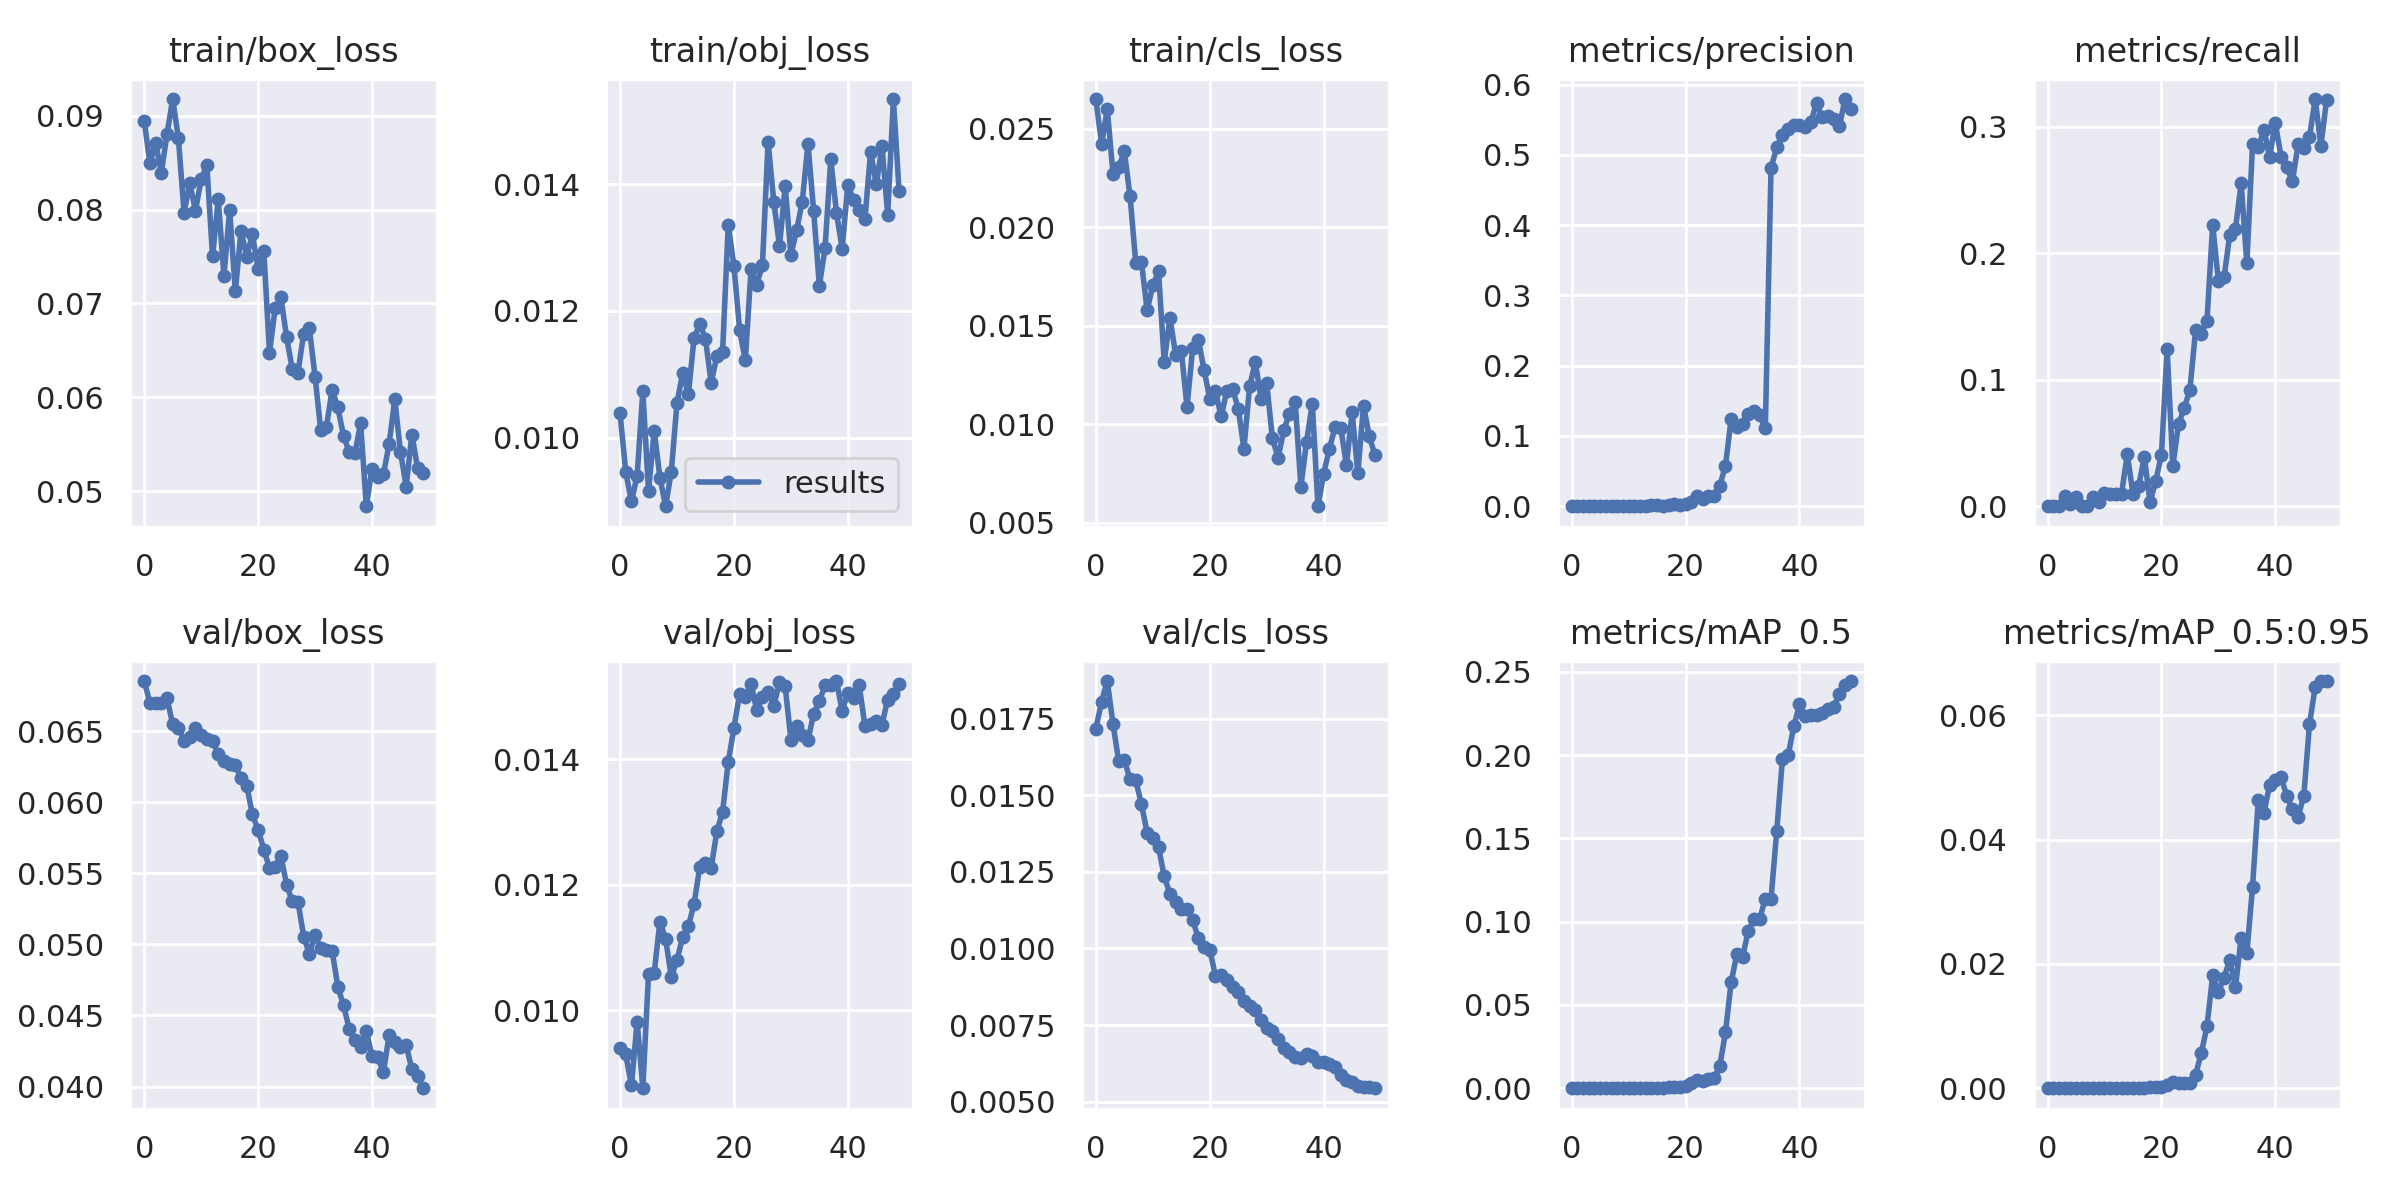 train/box_loss
0.09
0.08
0.07
0.06
0.05
0 20 40
train/obj_loss
0.014
0.012
0.010
results
0 20 40
train/cls_loss
0.025
0.020
0.015
0.010
0.005
0 20 40
metrics/precision
0.6
0.5
0.4
0.3
0.2
0.1
0.0
0 20 40
metrics/recall
0.3
0.2
0.1
0.0
0 20 40
val/box_loss
0.065
0.060
0.055
0.050
0.045
0.040
0 20 40
val/obj_loss
0.014
0.012
0.010
0 20 40
val/cls_loss
0.0175
0.0150
0.0125
0.0100
0.0075
0.0050
0 20 40
metrics/mAP_0.5
0.25
0.20
0.15
0.10
0.05
0.00
0 20 40
metrics/mAP_0.5:0.95
0.06
0.04
0.02
0.00
0 20 40